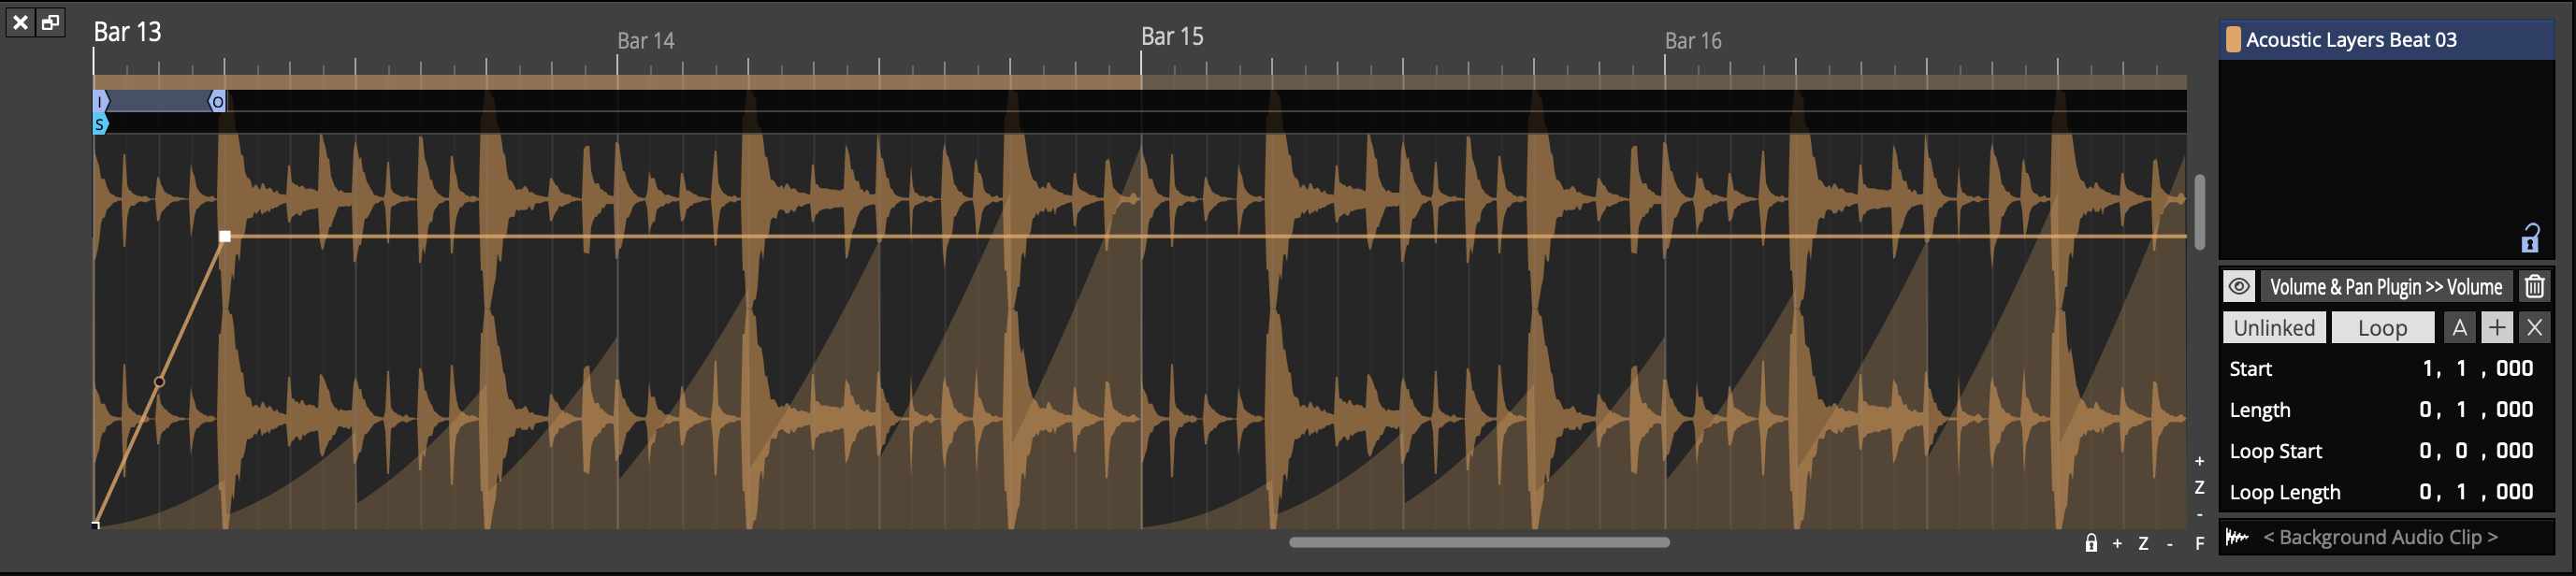 Bar 13
Bar 14
Bar 15
Bar 16
Acoustic Layers Beat 03
I
O
S
Volume & Pan Plugin >> Volume
Unlinked Loop A + X
Start 1, 1, 000
Length 0, 1, 000
Loop Start 0, 0, 000
Loop Length 0, 1, 000
+
Z
-
+ Z - F
< Background Audio Clip >